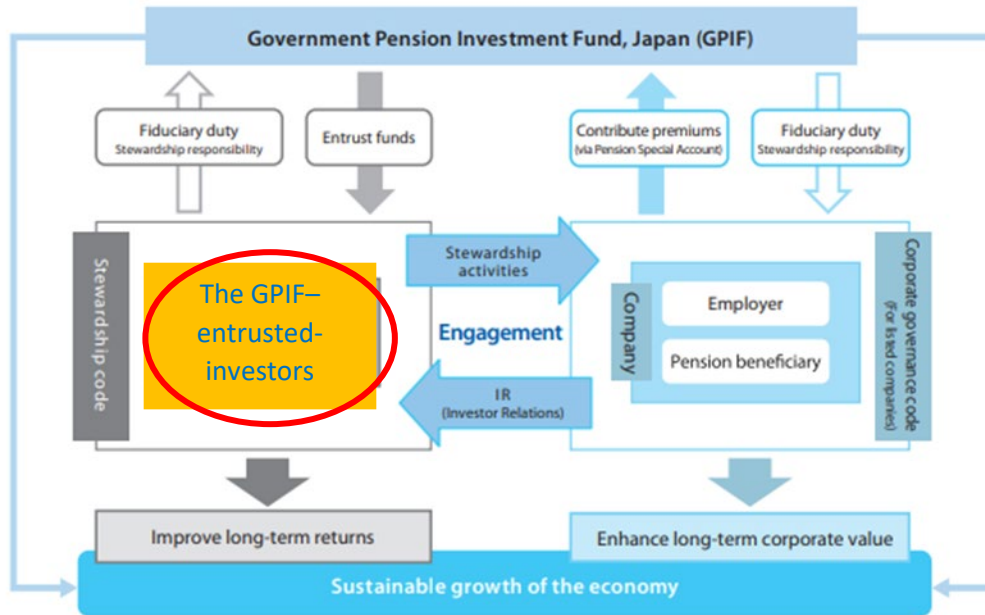 Government Pension Investment Fund, Japan (GPIF)
Fiduciary duty
Stewardship responsibility
Entrust funds
Contribute premiums
(via Pension Special Account)
Fiduciary duty
Stewardship responsibility
Stewardship code
The GPIF–
entrusted-
investors
Stewardship
activities
Engagement
IR
(Investor Relations)
Company
Employer
Pension beneficiary
Corporate governance code
(For listed companies)
Improve long-term returns
Enhance long-term corporate value
Sustainable growth of the economy